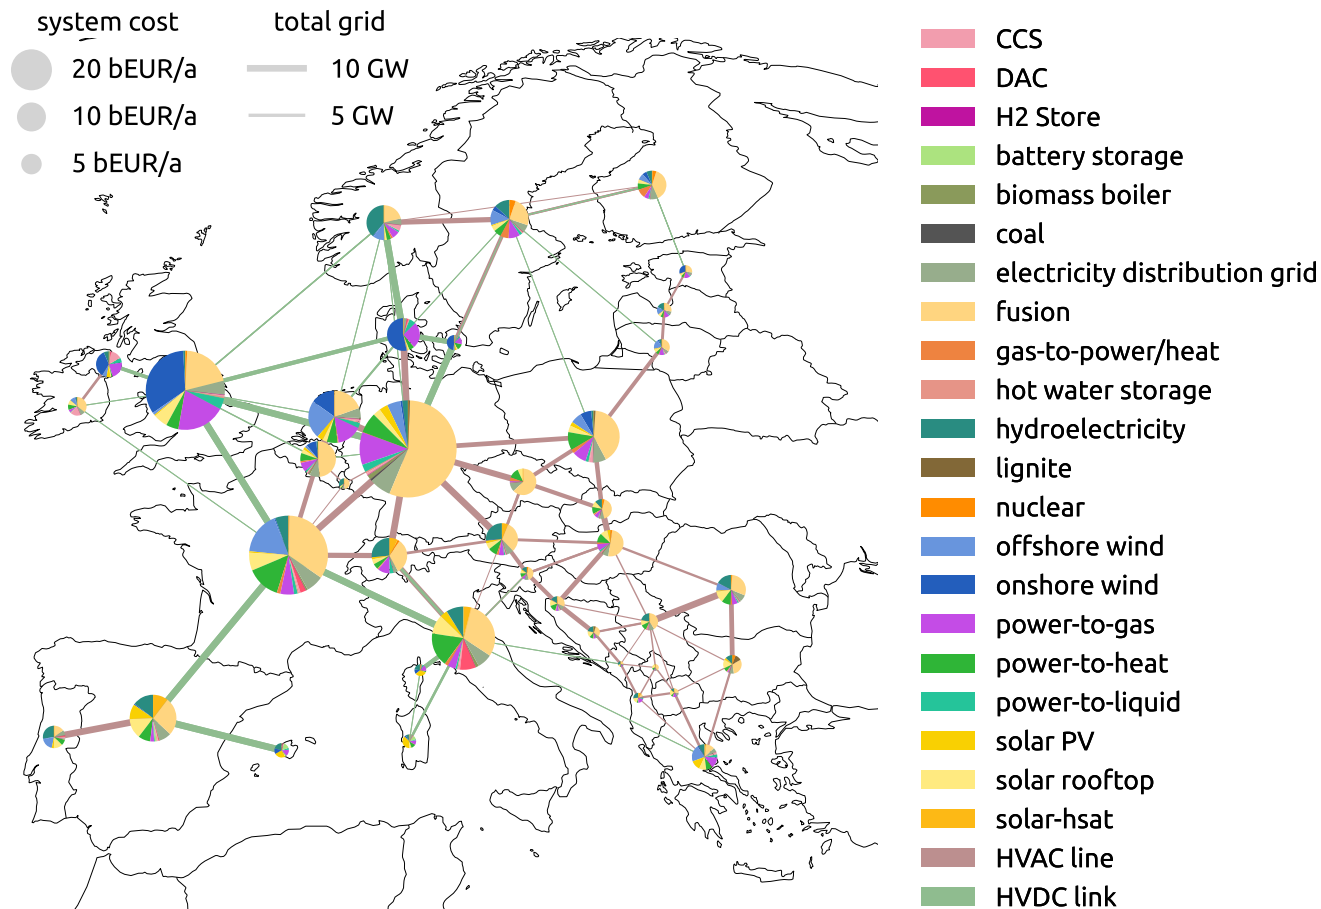 system cost
20 bEUR/a
10 bEUR/a
5 bEUR/a
total grid
10 GW
5 GW
CCS
DAC
H2 Store
battery storage
biomass boiler
coal
electricity distribution grid
fusion
gas-to-power/heat
hot water storage
hydroelectricity
lignite
nuclear
offshore wind
onshore wind
power-to-gas
power-to-heat
power-to-liquid
solar PV
solar rooftop
solar-hsat
HVAC line
HVDC link